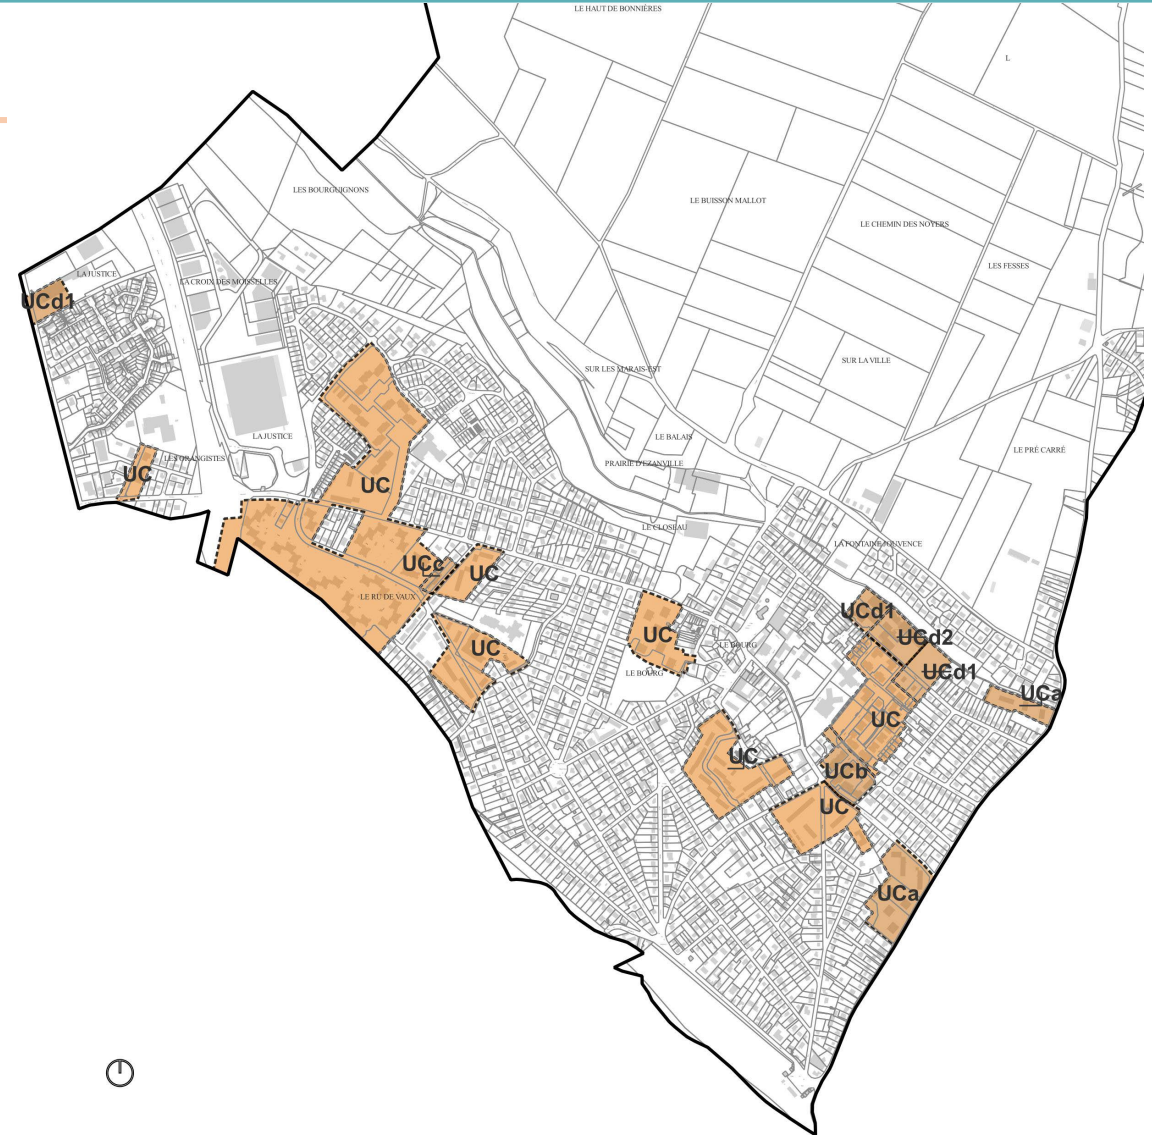 LE HAUT DE BONNIÈRES
L
LES BOURGUIGNONS
LE BUISSON MALLOT
LE CHEMIN DES NOYERS
LES FESSES
LA JUSTICE
LA CROIX DES MOISSELLES
UCd1
SUR LA VILLE
SUR LES MARAIS-EST
LA JUSTICE
LE BALAIS
LE PRÉ CARRÉ
LES ORANGISTES
PRAIRIE D'EZANVILLE
UC
UC
LE CLOSEAU
LA FONTAINE JOUVENCE
UCc
UC
LE RU DE VAUX
UCd1
UC
UCd2
UC
LE BOURG
LE BOURG
UCd1
UCa
UC
UC
UCb
UC
UCa